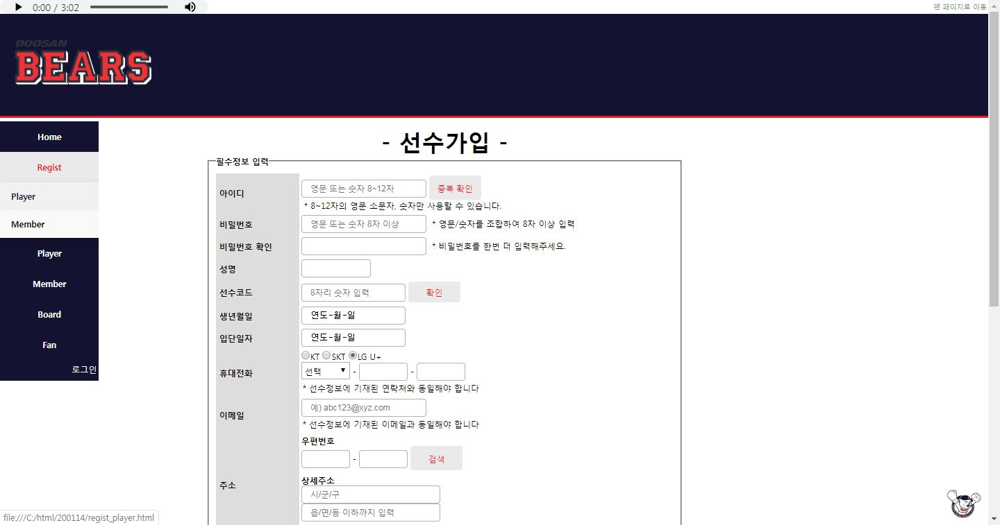 0:00 / 3:02
팬 페이지로 이동
DOOSAN
BEARS
Home
Regist
Player
Member
Player
Member
Board
Fan
로그인
- 선수가입 -
필수정보 입력
아이디
영문 또는 숫자 8~12자
중복 확인
* 8~12자의 영문 소문자, 숫자만 사용할 수 있습니다.
비밀번호
영문 또는 숫자 8자 이상
* 영문/숫자를 조합하여 8자 이상 입력
비밀번호 확인
* 비밀번호를 한번 더 입력해주세요.
성명
선수코드
8자리 숫자 입력
확인
생년월일
연도-월-일
입단일자
연도-월-일
휴대전화
KT SKT LG U+
선택 - -
* 선수정보에 기재된 연락처와 동일해야 합니다
이메일
예) abc123@xyz.com
* 선수정보에 기재된 이메일과 동일해야 합니다
주소
우편번호
- 검색
상세주소
시/군/구
읍/면/동 이하까지 입력
file:///C:/html/200114/regist_player.html